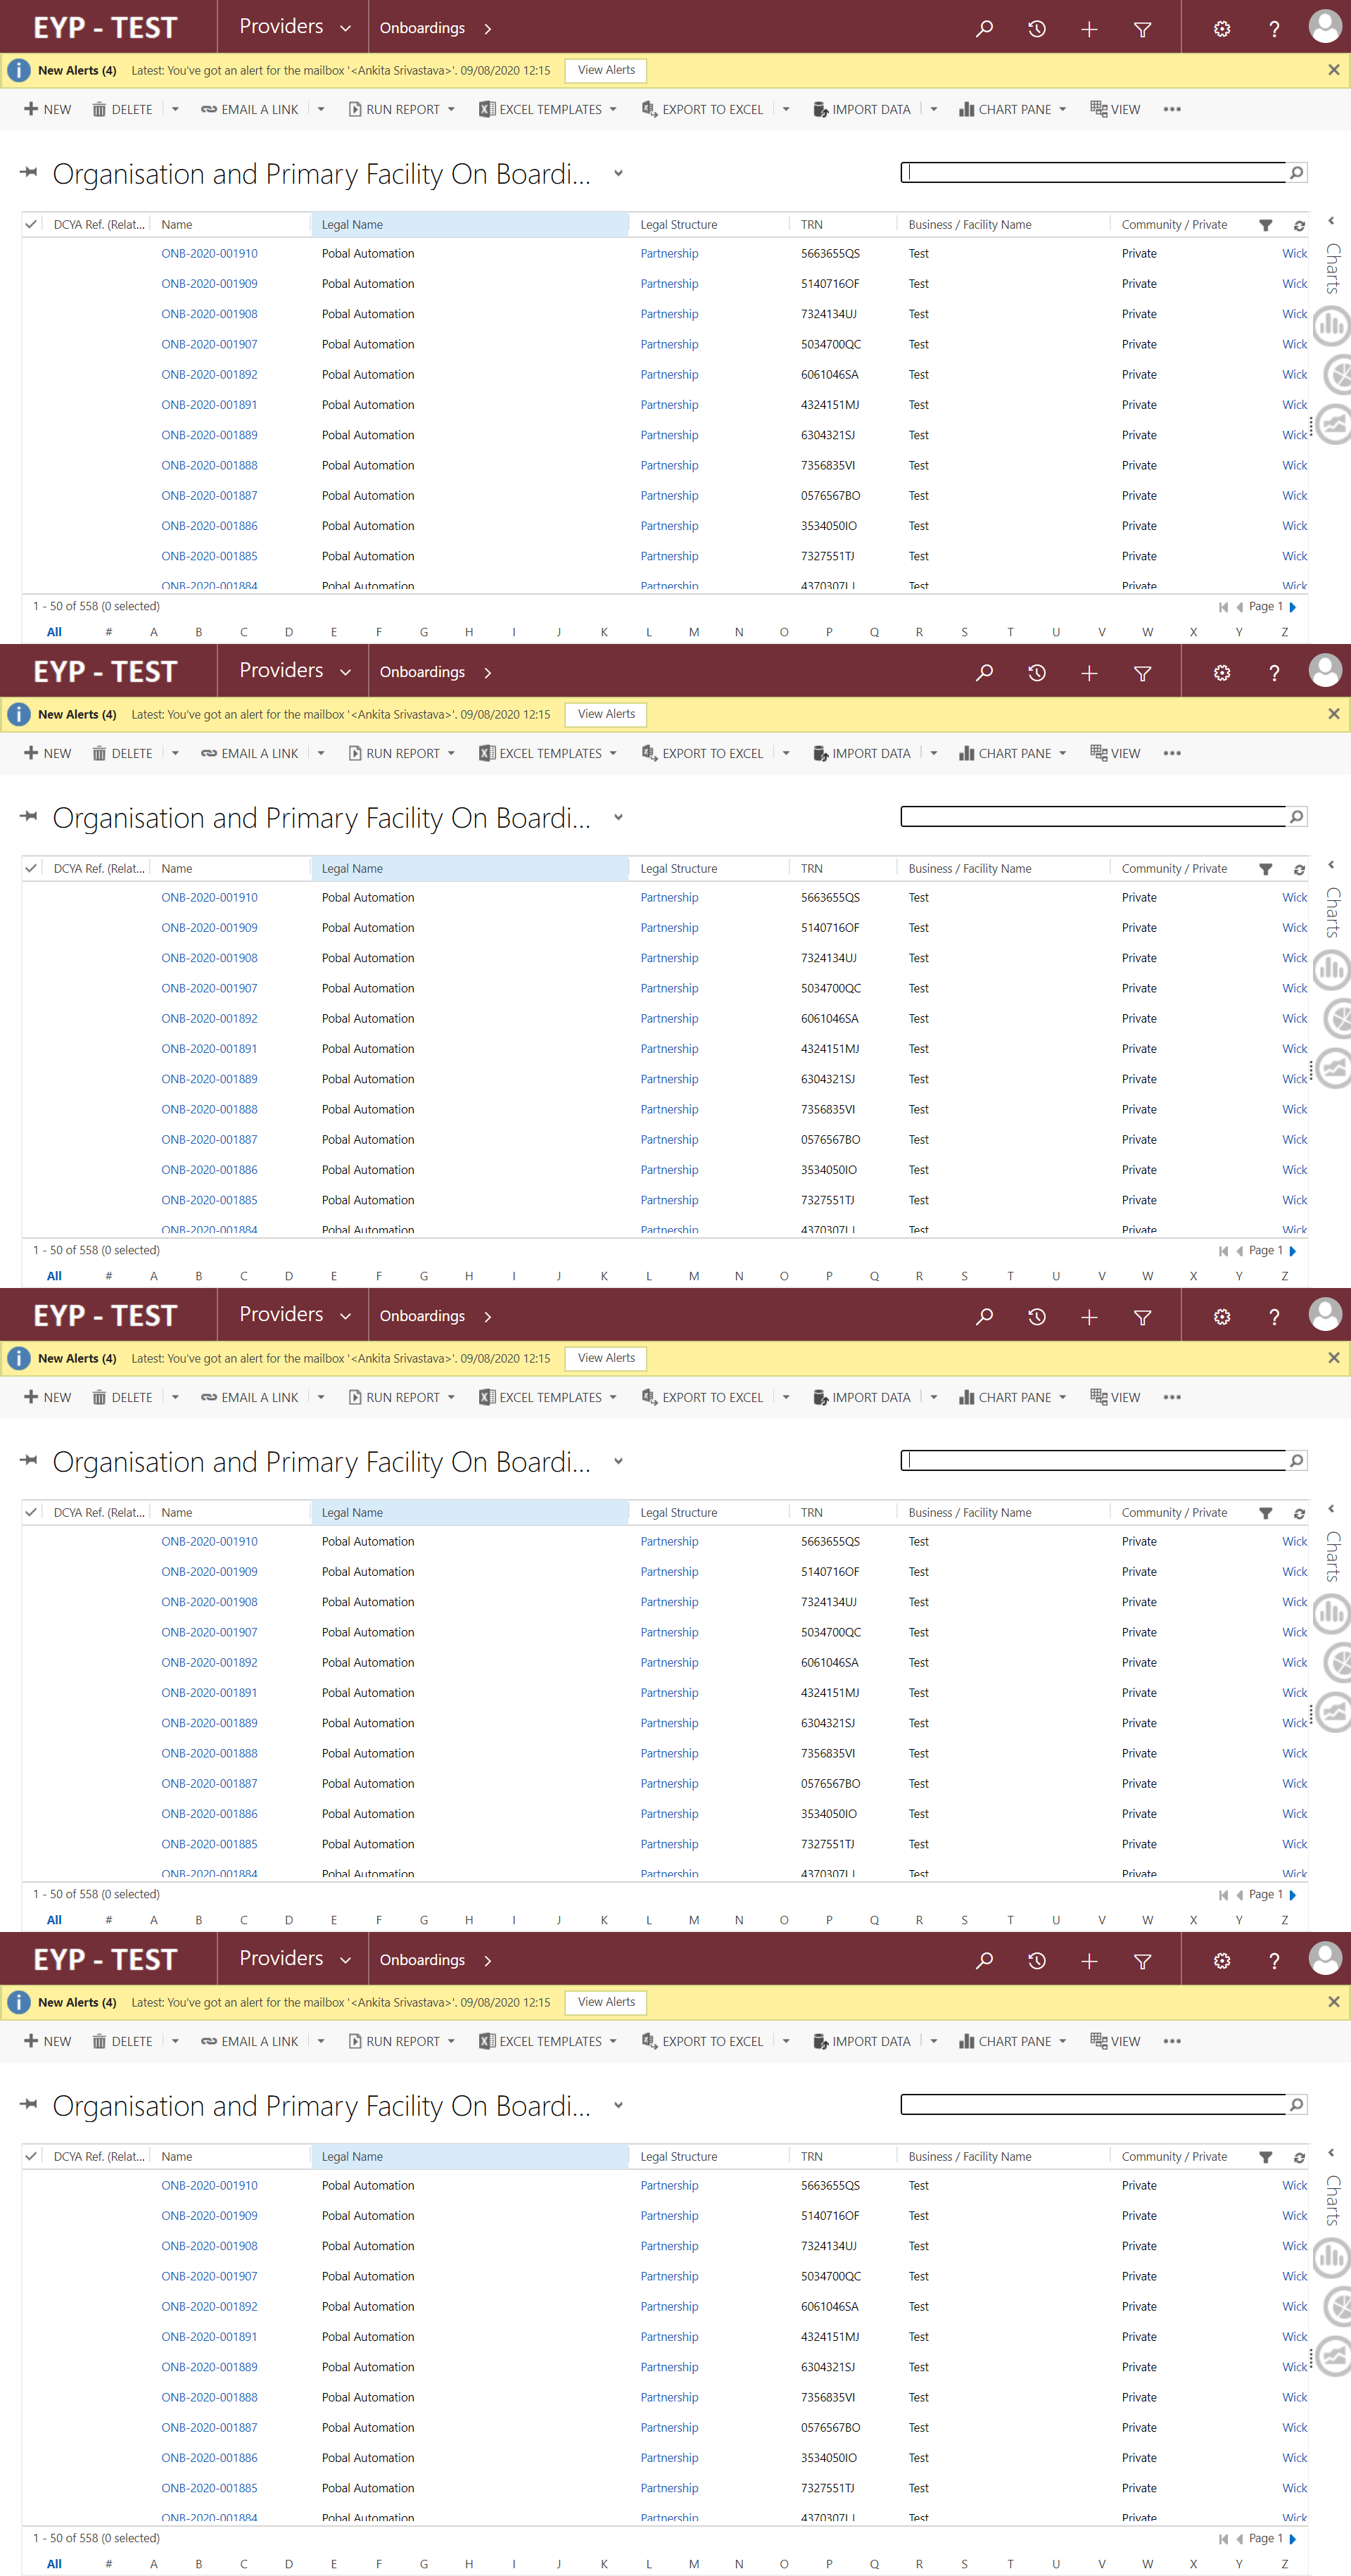 EYP - TEST Providers Onboardings
New Alerts (4) Latest: You've got an alert for the mailbox '<Ankita Srivastava>'. 09/08/2020 12:15 View Alerts
NEW DELETE EMAIL A LINK RUN REPORT EXCEL TEMPLATES EXPORT TO EXCEL IMPORT DATA CHART PANE VIEW
Organisation and Primary Facility On Boardi...
DCYA Ref. (Relat... Name Legal Name Legal Structure TRN Business / Facility Name Community / Private
Charts
ONB-2020-001910 Pobal Automation Partnership 5663655QS Test Private Wick
ONB-2020-001909 Pobal Automation Partnership 5140716OF Test Private Wick
ONB-2020-001908 Pobal Automation Partnership 7324134UJ Test Private Wick
ONB-2020-001907 Pobal Automation Partnership 5034700QC Test Private Wick
ONB-2020-001892 Pobal Automation Partnership 6061046SA Test Private Wick
ONB-2020-001891 Pobal Automation Partnership 4324151MJ Test Private Wick
ONB-2020-001889 Pobal Automation Partnership 6304321SJ Test Private Wick
ONB-2020-001888 Pobal Automation Partnership 7356835VI Test Private Wick
ONB-2020-001887 Pobal Automation Partnership 0576567BO Test Private Wick
ONB-2020-001886 Pobal Automation Partnership 3534050IO Test Private Wick
ONB-2020-001885 Pobal Automation Partnership 7327551TJ Test Private Wick
ONB-2020-001884 Pobal Automation Partnership Test Private Wick
1 - 50 of 558 (0 selected) Page 1
All # A B C D E F G H I J K L M N O P Q R S T U V W X Y Z
EYP - TEST Providers Onboardings
New Alerts (4) Latest: You've got an alert for the mailbox '<Ankita Srivastava>'. 09/08/2020 12:15 View Alerts
NEW DELETE EMAIL A LINK RUN REPORT EXCEL TEMPLATES EXPORT TO EXCEL IMPORT DATA CHART PANE VIEW
Organisation and Primary Facility On Boardi...
DCYA Ref. (Relat... Name Legal Name Legal Structure TRN Business / Facility Name Community / Private
Charts
ONB-2020-001910 Pobal Automation Partnership 5663655QS Test Private Wick
ONB-2020-001909 Pobal Automation Partnership 5140716OF Test Private Wick
ONB-2020-001908 Pobal Automation Partnership 7324134UJ Test Private Wick
ONB-2020-001907 Pobal Automation Partnership 5034700QC Test Private Wick
ONB-2020-001892 Pobal Automation Partnership 6061046SA Test Private Wick
ONB-2020-001891 Pobal Automation Partnership 4324151MJ Test Private Wick
ONB-2020-001889 Pobal Automation Partnership 6304321SJ Test Private Wick
ONB-2020-001888 Pobal Automation Partnership 7356835VI Test Private Wick
ONB-2020-001887 Pobal Automation Partnership 0576567BO Test Private Wick
ONB-2020-001886 Pobal Automation Partnership 3534050IO Test Private Wick
ONB-2020-001885 Pobal Automation Partnership 7327551TJ Test Private Wick
ONB-2020-001884 Pobal Automation Partnership Test Private Wick
1 - 50 of 558 (0 selected) Page 1
All # A B C D E F G H I J K L M N O P Q R S T U V W X Y Z
EYP - TEST Providers Onboardings
New Alerts (4) Latest: You've got an alert for the mailbox '<Ankita Srivastava>'. 09/08/2020 12:15 View Alerts
NEW DELETE EMAIL A LINK RUN REPORT EXCEL TEMPLATES EXPORT TO EXCEL IMPORT DATA CHART PANE VIEW
Organisation and Primary Facility On Boardi...
DCYA Ref. (Relat... Name Legal Name Legal Structure TRN Business / Facility Name Community / Private
Charts
ONB-2020-001910 Pobal Automation Partnership 5663655QS Test Private Wick
ONB-2020-001909 Pobal Automation Partnership 5140716OF Test Private Wick
ONB-2020-001908 Pobal Automation Partnership 7324134UJ Test Private Wick
ONB-2020-001907 Pobal Automation Partnership 5034700QC Test Private Wick
ONB-2020-001892 Pobal Automation Partnership 6061046SA Test Private Wick
ONB-2020-001891 Pobal Automation Partnership 4324151MJ Test Private Wick
ONB-2020-001889 Pobal Automation Partnership 6304321SJ Test Private Wick
ONB-2020-001888 Pobal Automation Partnership 7356835VI Test Private Wick
ONB-2020-001887 Pobal Automation Partnership 0576567BO Test Private Wick
ONB-2020-001886 Pobal Automation Partnership 3534050IO Test Private Wick
ONB-2020-001885 Pobal Automation Partnership 7327551TJ Test Private Wick
ONB-2020-001884 Pobal Automation Partnership Test Private Wick
1 - 50 of 558 (0 selected) Page 1
All # A B C D E F G H I J K L M N O P Q R S T U V W X Y Z
EYP - TEST Providers Onboardings
New Alerts (4) Latest: You've got an alert for the mailbox '<Ankita Srivastava>'. 09/08/2020 12:15 View Alerts
NEW DELETE EMAIL A LINK RUN REPORT EXCEL TEMPLATES EXPORT TO EXCEL IMPORT DATA CHART PANE VIEW
Organisation and Primary Facility On Boardi...
DCYA Ref. (Relat... Name Legal Name Legal Structure TRN Business / Facility Name Community / Private
Charts
ONB-2020-001910 Pobal Automation Partnership 5663655QS Test Private Wick
ONB-2020-001909 Pobal Automation Partnership 5140716OF Test Private Wick
ONB-2020-001908 Pobal Automation Partnership 7324134UJ Test Private Wick
ONB-2020-001907 Pobal Automation Partnership 5034700QC Test Private Wick
ONB-2020-001892 Pobal Automation Partnership 6061046SA Test Private Wick
ONB-2020-001891 Pobal Automation Partnership 4324151MJ Test Private Wick
ONB-2020-001889 Pobal Automation Partnership 6304321SJ Test Private Wick
ONB-2020-001888 Pobal Automation Partnership 7356835VI Test Private Wick
ONB-2020-001887 Pobal Automation Partnership 0576567BO Test Private Wick
ONB-2020-001886 Pobal Automation Partnership 3534050IO Test Private Wick
ONB-2020-001885 Pobal Automation Partnership 7327551TJ Test Private Wick
ONB-2020-001884 Pobal Automation Partnership Test Private Wick
1 - 50 of 558 (0 selected) Page 1
All # A B C D E F G H I J K L M N O P Q R S T U V W X Y Z